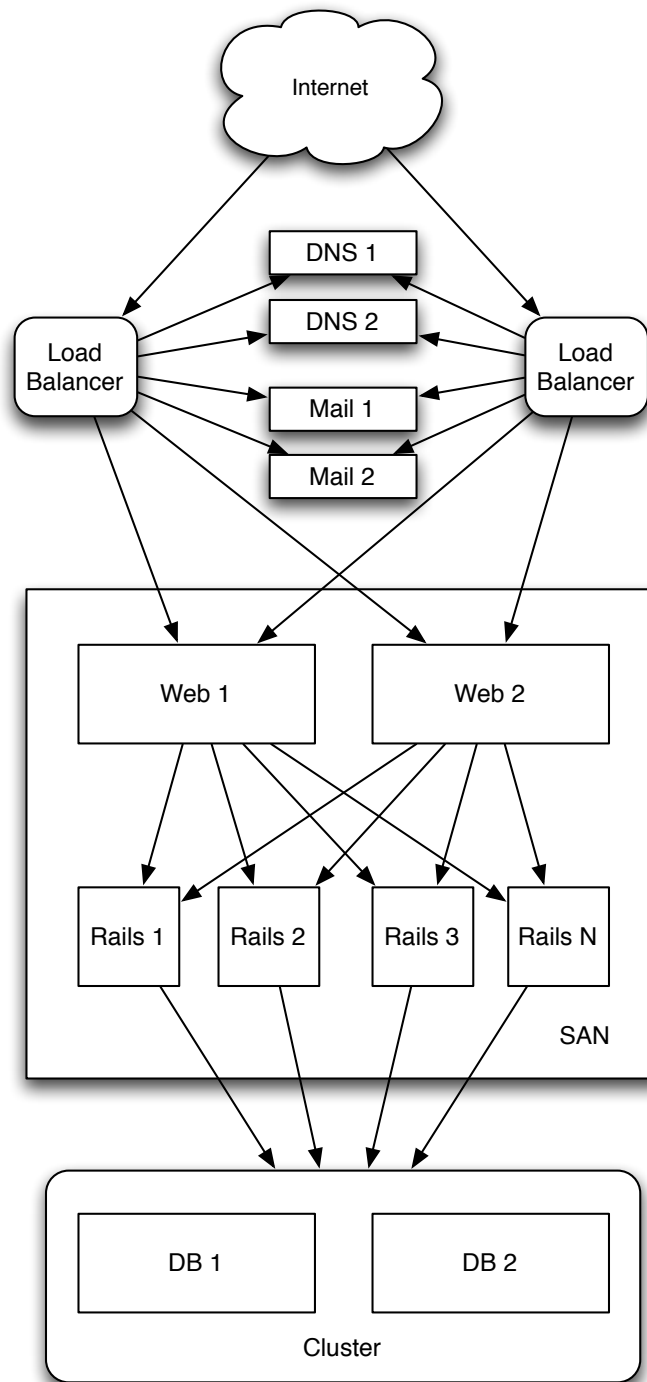 Internet
DNS 1
DNS 2
Load
Balancer
Load
Balancer
Mail 1
Mail 2
Web 1
Web 2
Rails 1
Rails 2
Rails 3
Rails N
SAN
DB 1
DB 2
Cluster